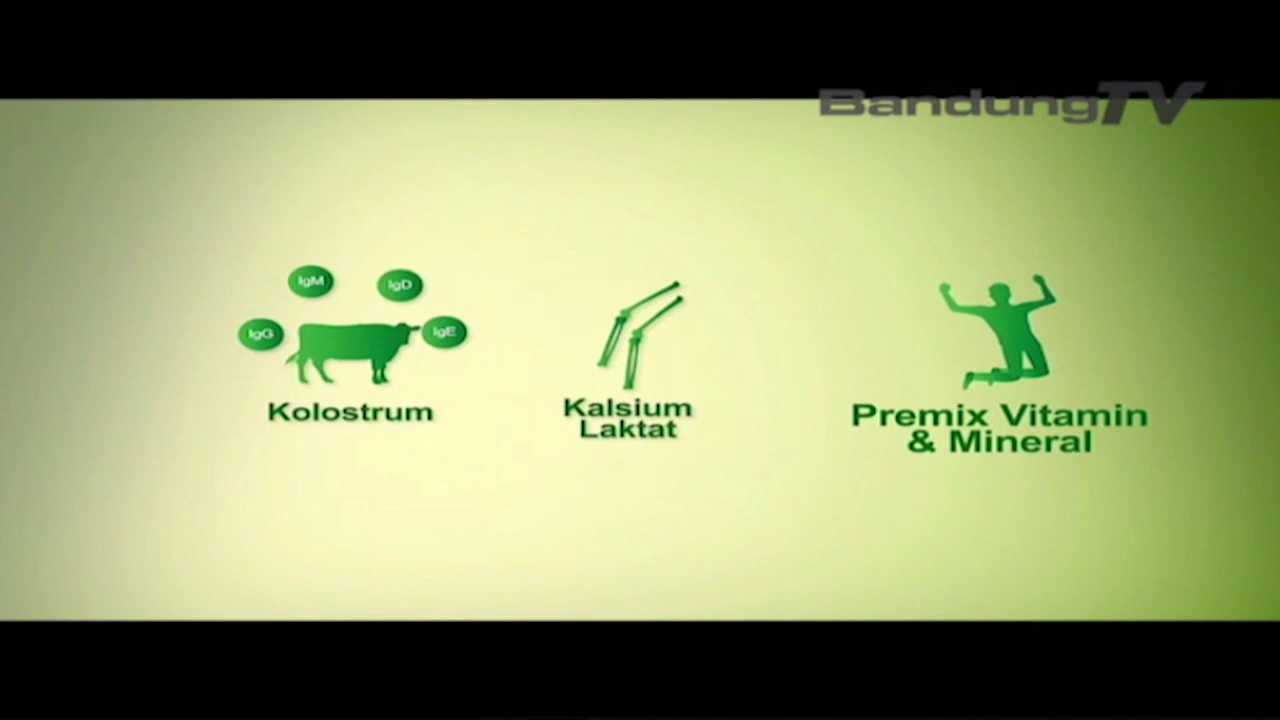 BandungTV
IgM
IgD
IgG
IgE
Kolostrum
Kalsium
Laktat
Premix Vitamin
& Mineral